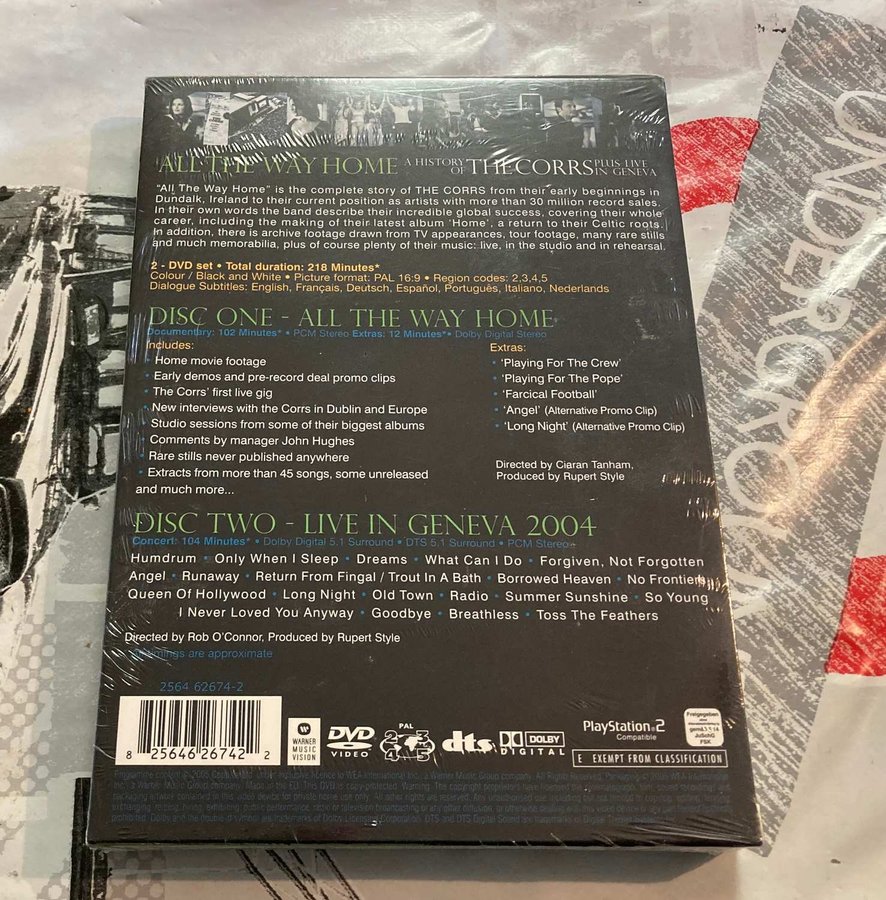 ALL THE WAY HOME A HISTORY OF THE CORRS PLUS LIVE IN GENEVA
"All The Way Home" is the complete story of THE CORRS from their early beginnings in
Dundalk, Ireland to their current position as artists with more than 30 million record sales.
In their own words the band describe their incredible global success, covering their whole
career, including the making of their latest album 'Home', a return to their Celtic roots.
In addition, there is archive footage drawn from TV appearances, tour footage, many rare stills
and much memorabilia, plus of course plenty of their music: live, in the studio and in rehearsal.
2 - DVD set • Total duration: 218 Minutes*
Colour / Black and White • Picture format: PAL 16:9 • Region codes: 2,3,4,5
Dialogue Subtitles: English, Français, Deutsch, Español, Português, Italiano, Nederlands
DISC ONE - ALL THE WAY HOME
Documentary: 102 Minutes* • PCM Stereo Extras: 12 Minutes* • Dolby Digital Stereo
Includes:
• Home movie footage
• Early demos and pre-record deal promo clips
• The Corrs' first live gig
• New interviews with the Corrs in Dublin and Europe
• Studio sessions from some of their biggest albums
• Comments by manager John Hughes
• Rare stills never published anywhere
• Extracts from more than 45 songs, some unreleased
and much more...
Extras:
• 'Playing For The Crew'
• 'Playing For The Pope'
• 'Farcical Football'
• 'Angel' (Alternative Promo Clip)
• 'Long Night' (Alternative Promo Clip)
Directed by Ciaran Tanham,
Produced by Rupert Style
DISC TWO - LIVE IN GENEVA 2004
Concert: 104 Minutes* • Dolby Digital 5.1 Surround • DTS 5.1 Surround • PCM Stereo
Humdrum • Only When I Sleep • Dreams • What Can I Do • Forgiven, Not Forgotten
Angel • Runaway • Return From Fingal / Trout In A Bath • Borrowed Heaven • No Frontiers
Queen Of Hollywood • Long Night • Old Town • Radio • Summer Sunshine • So Young
I Never Loved You Anyway • Goodbye • Breathless • Toss The Feathers
Directed by Rob O'Connor, Produced by Rupert Style
*All timings are approximate
2564 62674-2
8 25646 26742 2
WARNER
MUSIC
VISION
DVD
VIDEO
PAL
2 3 4 5
dts
DOLBY
DIGITAL
PlayStation 2
Compatible
Freigegeben
JuSchG
FSK
E EXEMPT FROM CLASSIFICATION
UNDERGROU